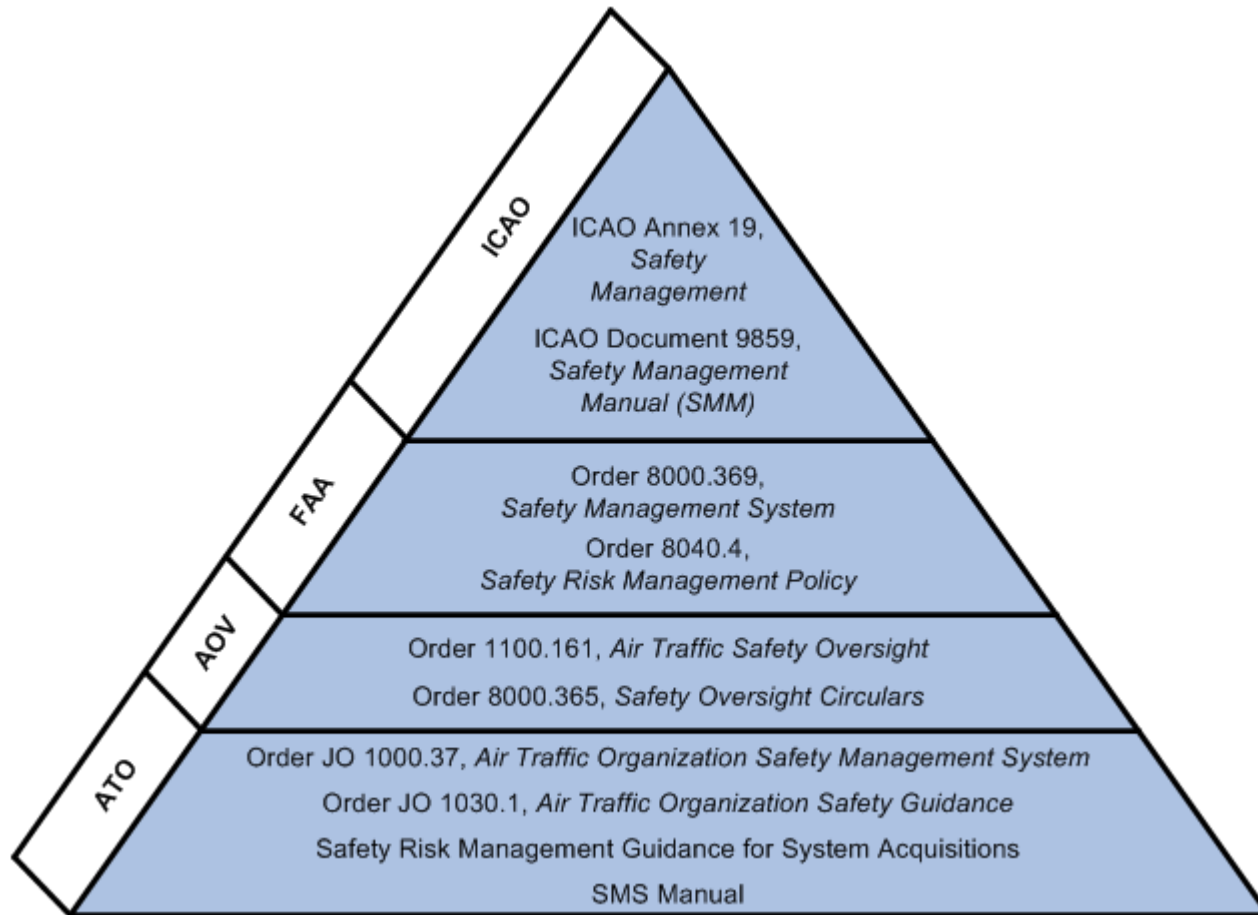 ICAO
ICAO Annex 19,
Safety
Management
ICAO Document 9859,
Safety Management
Manual (SMM)
FAA
Order 8000.369,
Safety Management System
Order 8040.4,
Safety Risk Management Policy
AOV
Order 1100.161, Air Traffic Safety Oversight
Order 8000.365, Safety Oversight Circulars
ATO
Order JO 1000.37, Air Traffic Organization Safety Management System
Order JO 1030.1, Air Traffic Organization Safety Guidance
Safety Risk Management Guidance for System Acquisitions
SMS Manual